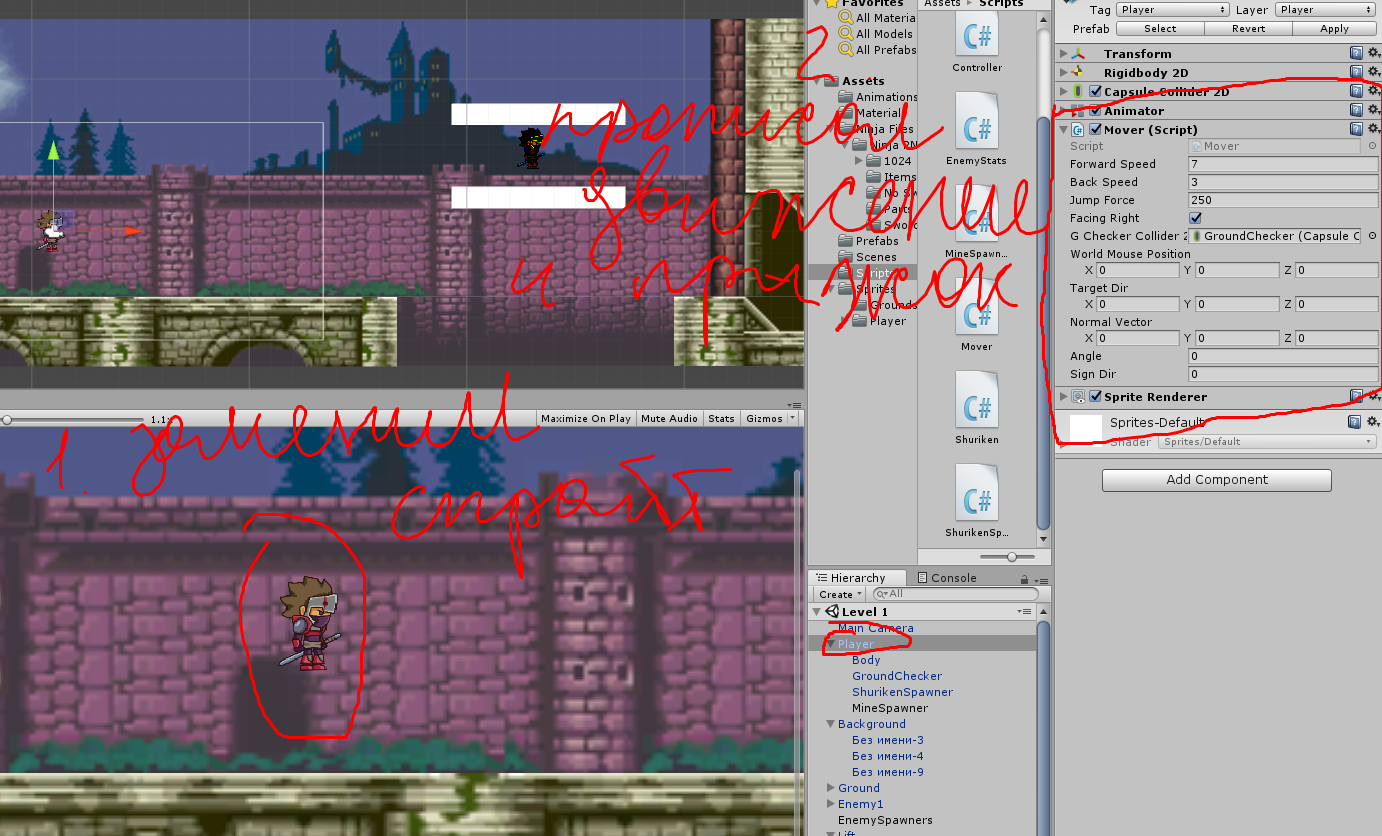 Favorites
All Materia
All Models
All Prefabs
Assets
Animations
Material
Ninja Files
1024
Items
Prefabs
Scenes
Scripts
Sprites
Grounds
Player
Assets Scripts
Controller
EnemyStats
MineSpawn...
Mover
Shuriken
ShurikenSp...
Tag Player Layer Player
Prefab Select Revert Apply
Transform
Rigidbody 2D
Capsule Collider 2D
Animator
Mover (Script)
Script Mover
Forward Speed 7
Back Speed 3
Jump Force 250
Facing Right
G Checker Collider 2 GroundChecker (Capsule C
World Mouse Position
X 0 Y 0 Z 0
Target Dir
X 0 Y 0 Z 0
Normal Vector
X 0 Y 0 Z 0
Angle 0
Sign Dir 0
Sprite Renderer
Sprites-Default
Shader Sprites/Default
Add Component
2
прописал
движение
и прыжок
1.1
Maximize On Play Mute Audio Stats Gizmos
1. заменил
спрайт
Hierarchy Console
Create All
Level 1
Main Camera
Player
Body
GroundChecker
ShurikenSpawner
MineSpawner
Background
Без имени-3
Без имени-4
Без имени-9
Ground
Enemy1
EnemySpawners
Lift